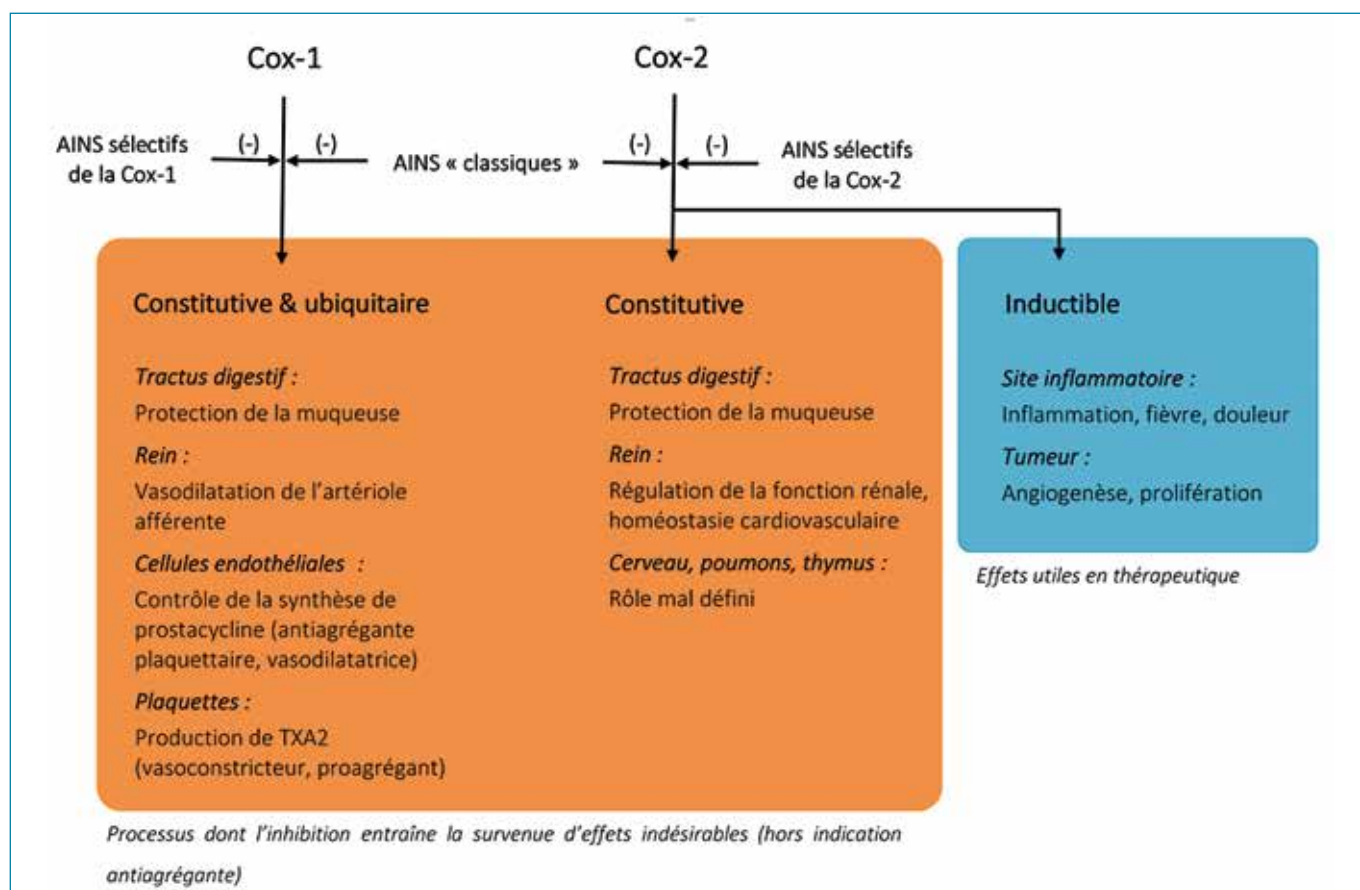 Cox-1
Cox-2
AINS sélectifs
de la Cox-1
(-)
(-)
AINS « classiques »
(-)
(-)
AINS sélectifs
de la Cox-2
Constitutive & ubiquitaire
Tractus digestif :
Protection de la muqueuse
Rein :
Vasodilatation de l'artériole
afférente
Cellules endothéliales :
Contrôle de la synthèse de
prostacycline (antiagrégante
plaquettaire, vasodilatatrice)
Plaquettes :
Production de TXA2
(vasoconstricteur, proagrégant)
Constitutive
Tractus digestif :
Protection de la muqueuse
Rein :
Régulation de la fonction rénale,
homéostasie cardiovasculaire
Cerveau, poumons, thymus :
Rôle mal défini
Inductible
Site inflammatoire :
Inflammation, fièvre, douleur
Tumeur :
Angiogenèse, prolifération
Effets utiles en thérapeutique
Processus dont l'inhibition entraîne la survenue d'effets indésirables (hors indication
antiagrégante)